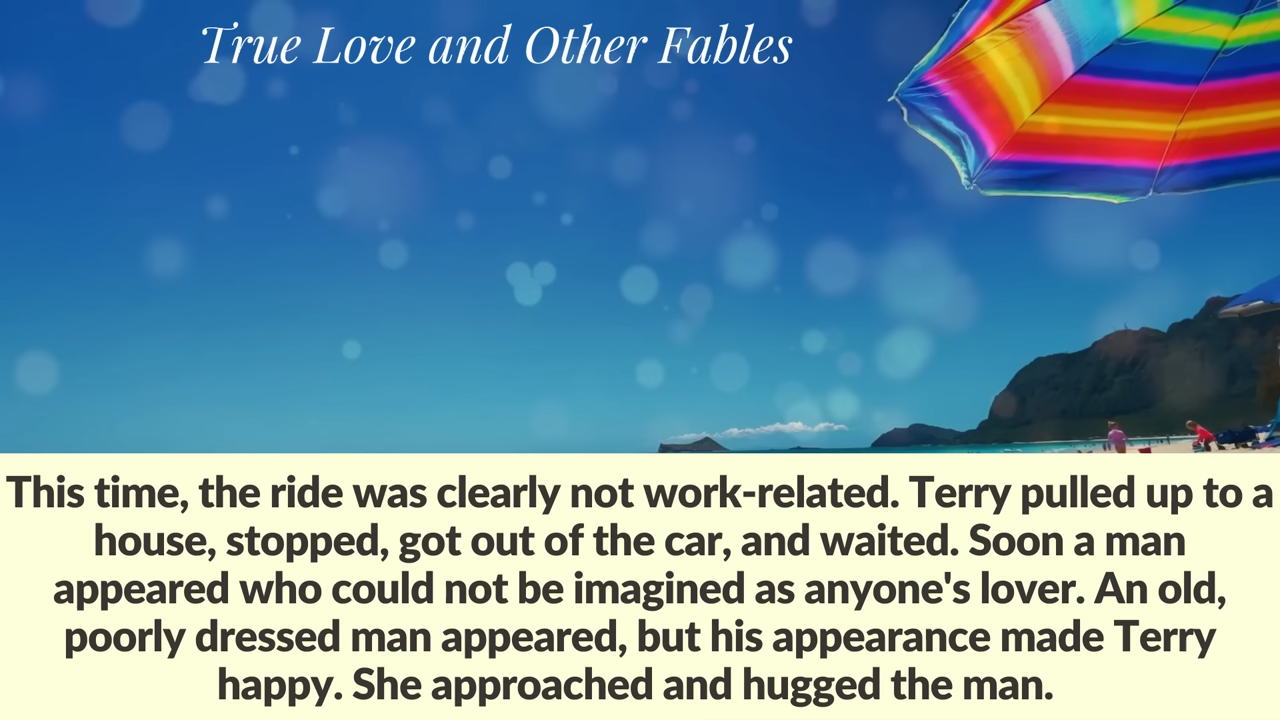 True Love and Other Fables
This time, the ride was clearly not work-related. Terry pulled up to a
house, stopped, got out of the car, and waited. Soon a man
appeared who could not be imagined as anyone's lover. An old,
poorly dressed man appeared, but his appearance made Terry
happy. She approached and hugged the man.